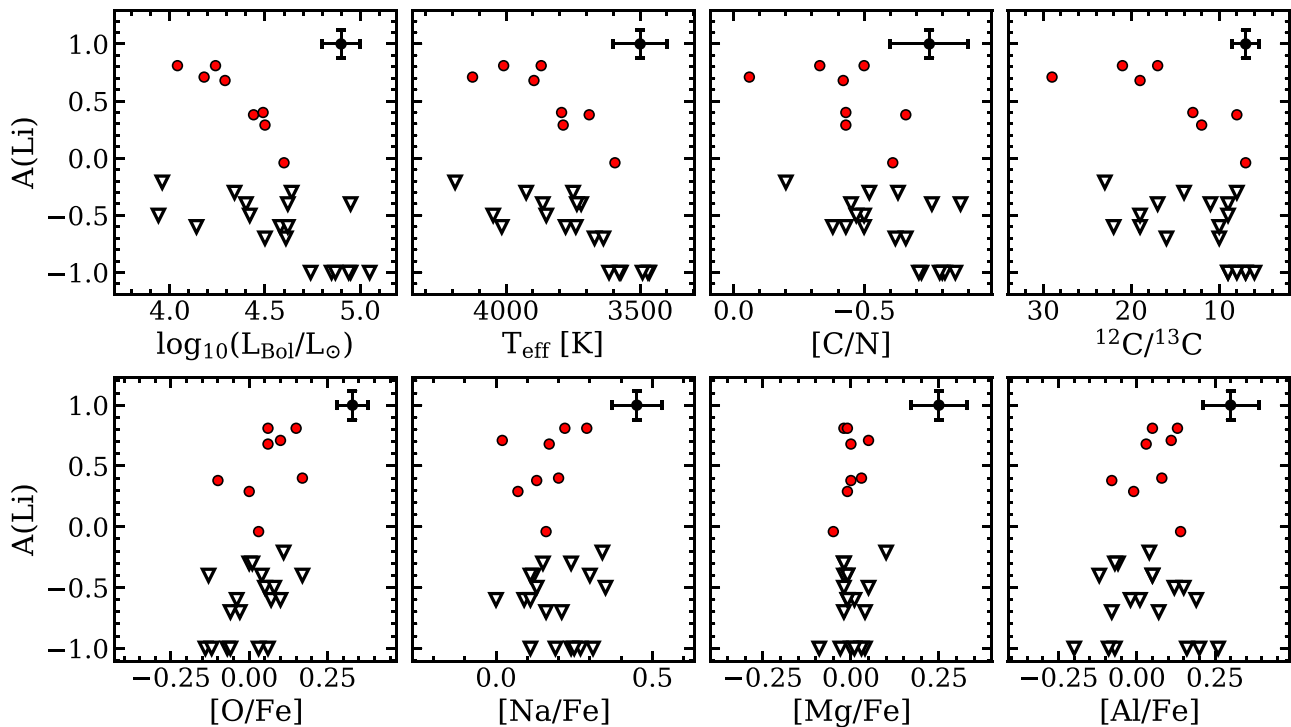 1.0
0.5
0.0
−0.5
−1.0
A(Li)
4.0 4.5 5.0
log₁₀(L_Bol/L_⊙)
4000 3500
T_eff [K]
0.0 −0.5
[C/N]
30 20 10
¹²C/¹³C
1.0
0.5
0.0
−0.5
−1.0
A(Li)
−0.25 0.00 0.25
[O/Fe]
0.0 0.5
[Na/Fe]
−0.25 0.00 0.25
[Mg/Fe]
−0.25 0.00 0.25
[Al/Fe]